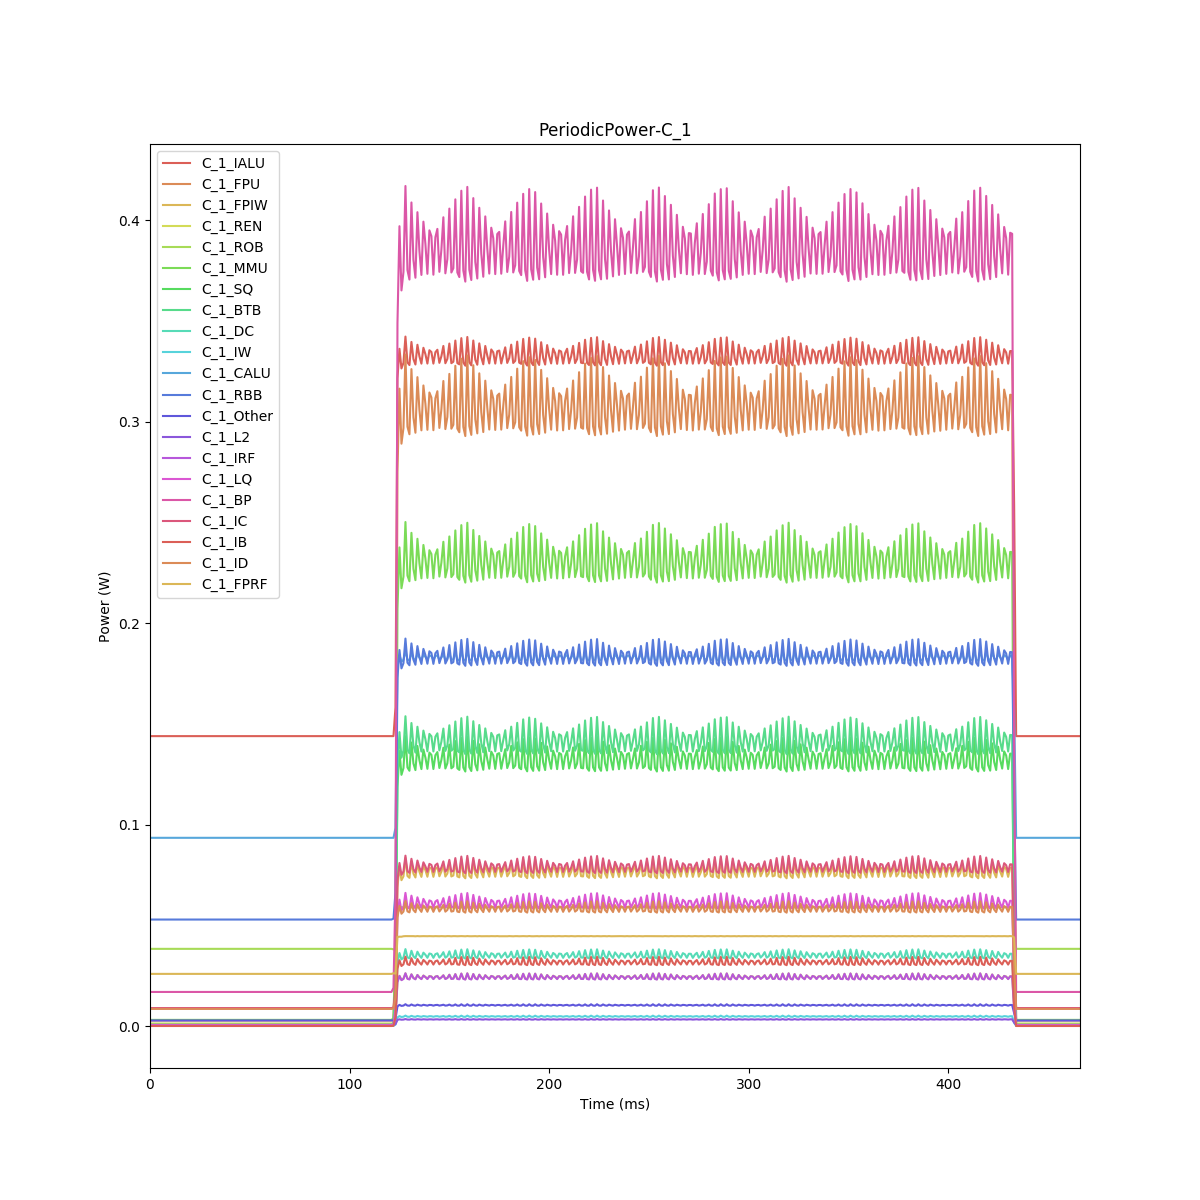 PeriodicPower-C_1
C_1_IALU
C_1_FPU
C_1_FPIW
C_1_REN
C_1_ROB
C_1_MMU
C_1_SQ
C_1_BTB
C_1_DC
C_1_IW
C_1_CALU
C_1_RBB
C_1_Other
C_1_L2
C_1_IRF
C_1_LQ
C_1_BP
C_1_IC
C_1_IB
C_1_ID
C_1_FPRF
0.4
0.3
0.2
0.1
0.0
Power (W)
0 100 200 300 400
Time (ms)